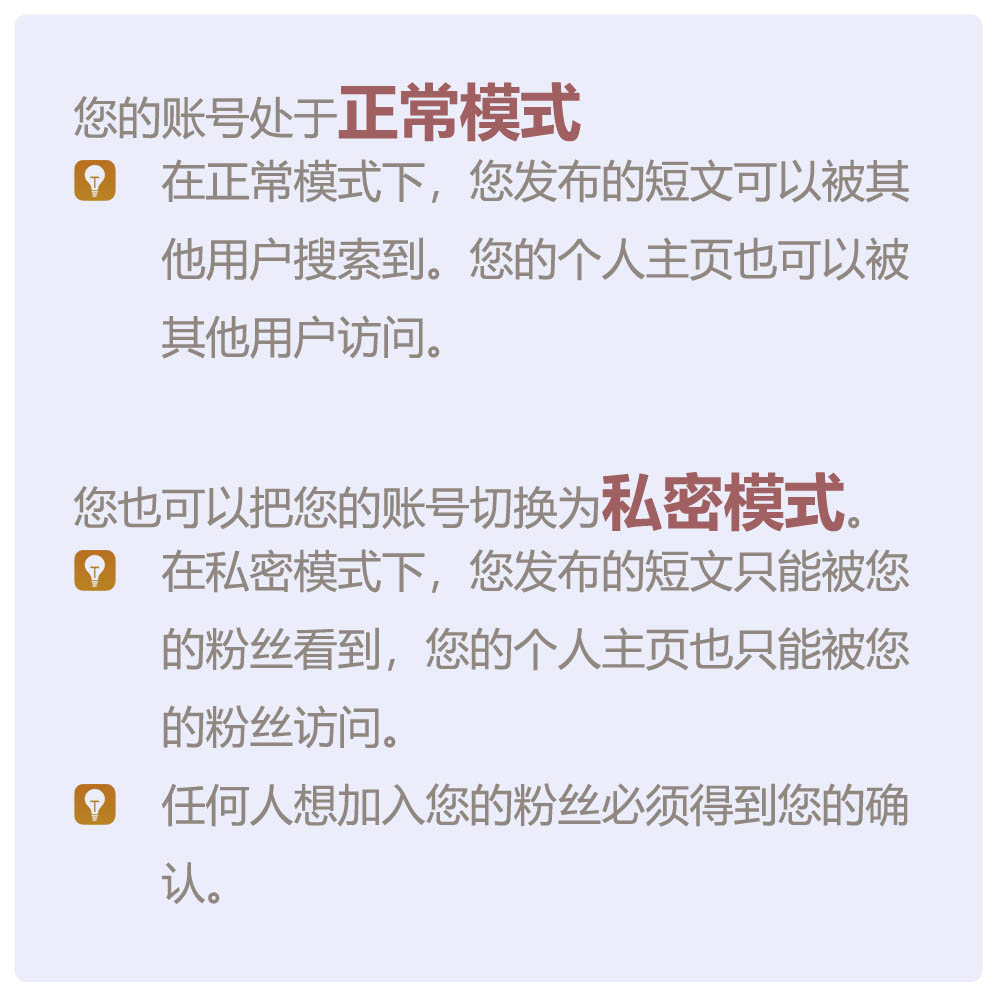 您的账号处于正常模式
在正常模式下，您发布的短文可以被其
他用户搜索到。您的个人主页也可以被
其他用户访问。
您也可以把您的账号切换为私密模式。
在私密模式下，您发布的短文只能被您
的粉丝看到，您的个人主页也只能被您
的粉丝访问。
任何人想加入您的粉丝必须得到您的确
认。